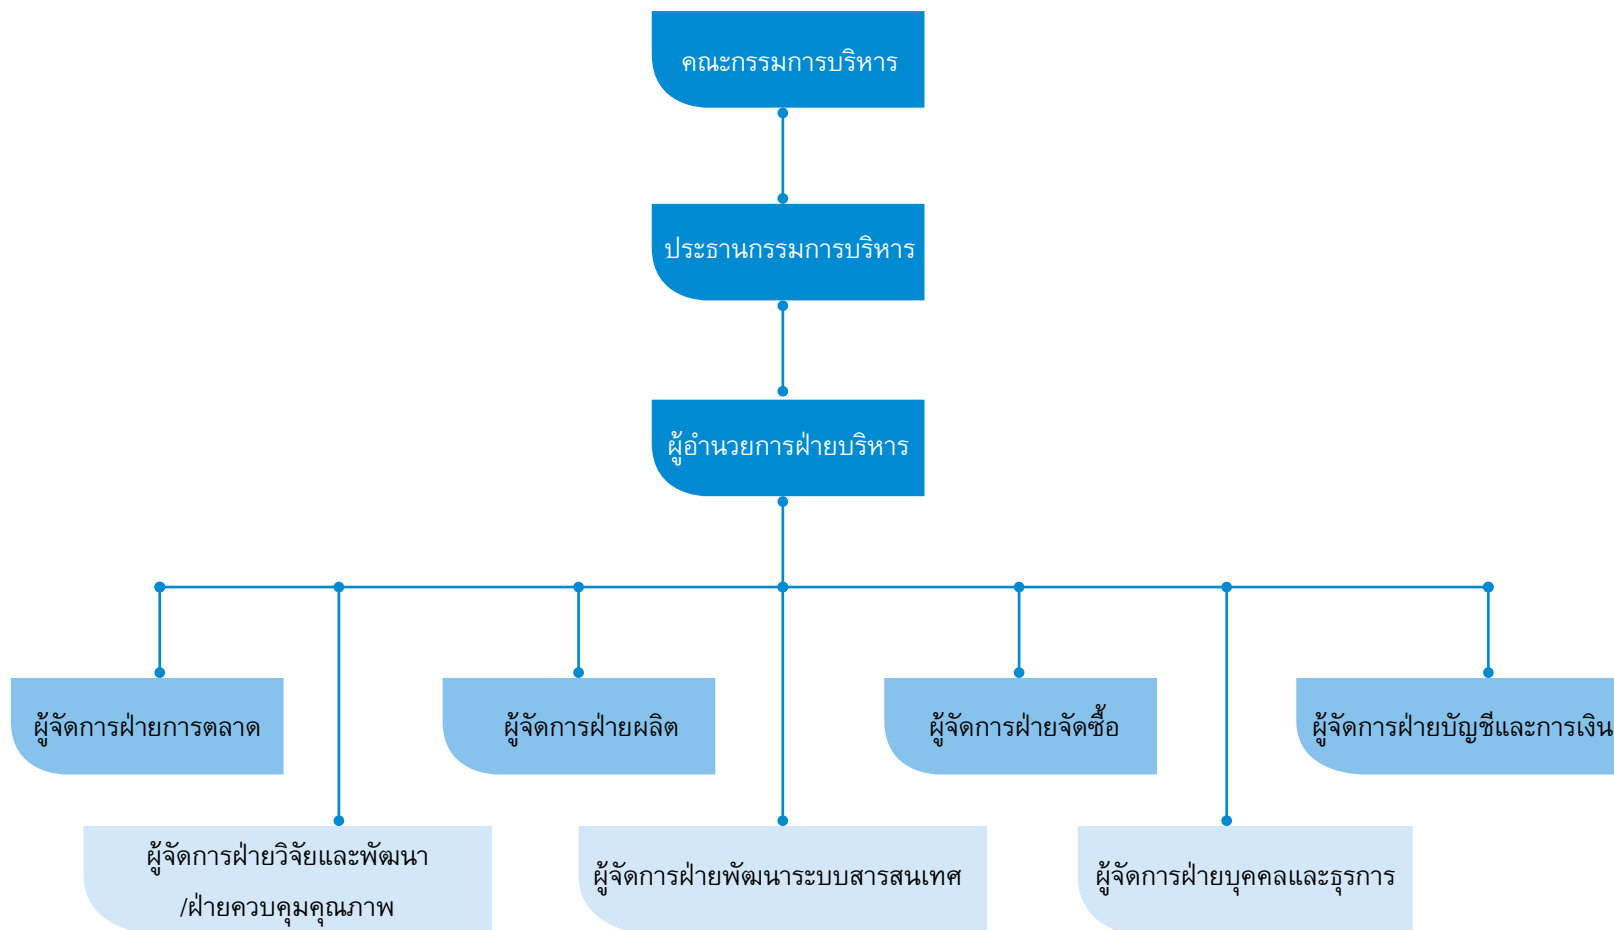 คณะกรรมการบริหาร
ประธานกรรมการบริหาร
ผู้อำนวยการฝ่ายบริหาร
ผู้จัดการฝ่ายการตลาด
ผู้จัดการฝ่ายผลิต
ผู้จัดการฝ่ายจัดซื้อ
ผู้จัดการฝ่ายบัญชีและการเงิน
ผู้จัดการฝ่ายวิจัยและพัฒนา
/ฝ่ายควบคุมคุณภาพ
ผู้จัดการฝ่ายพัฒนาระบบสารสนเทศ
ผู้จัดการฝ่ายบุคคลและธุรการ